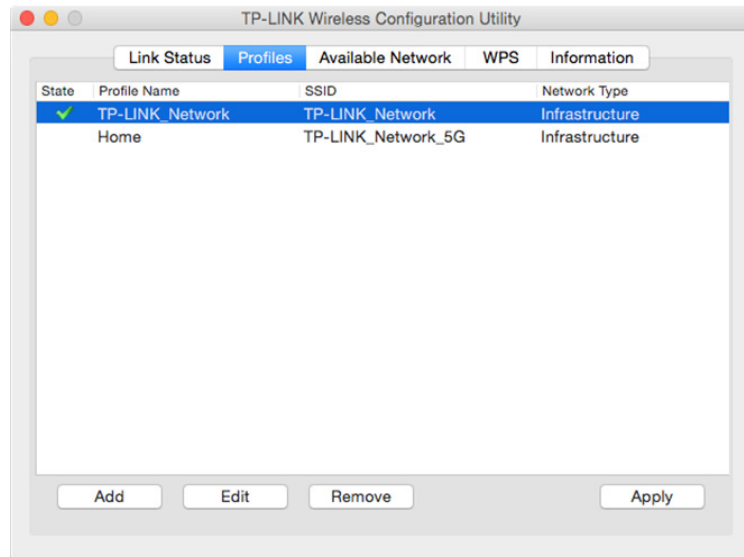 TP-LINK Wireless Configuration Utility
Link Status Profiles Available Network WPS Information
State Profile Name SSID Network Type
TP-LINK_Network TP-LINK_Network Infrastructure
Home TP-LINK_Network_5G Infrastructure
Add Edit Remove Apply